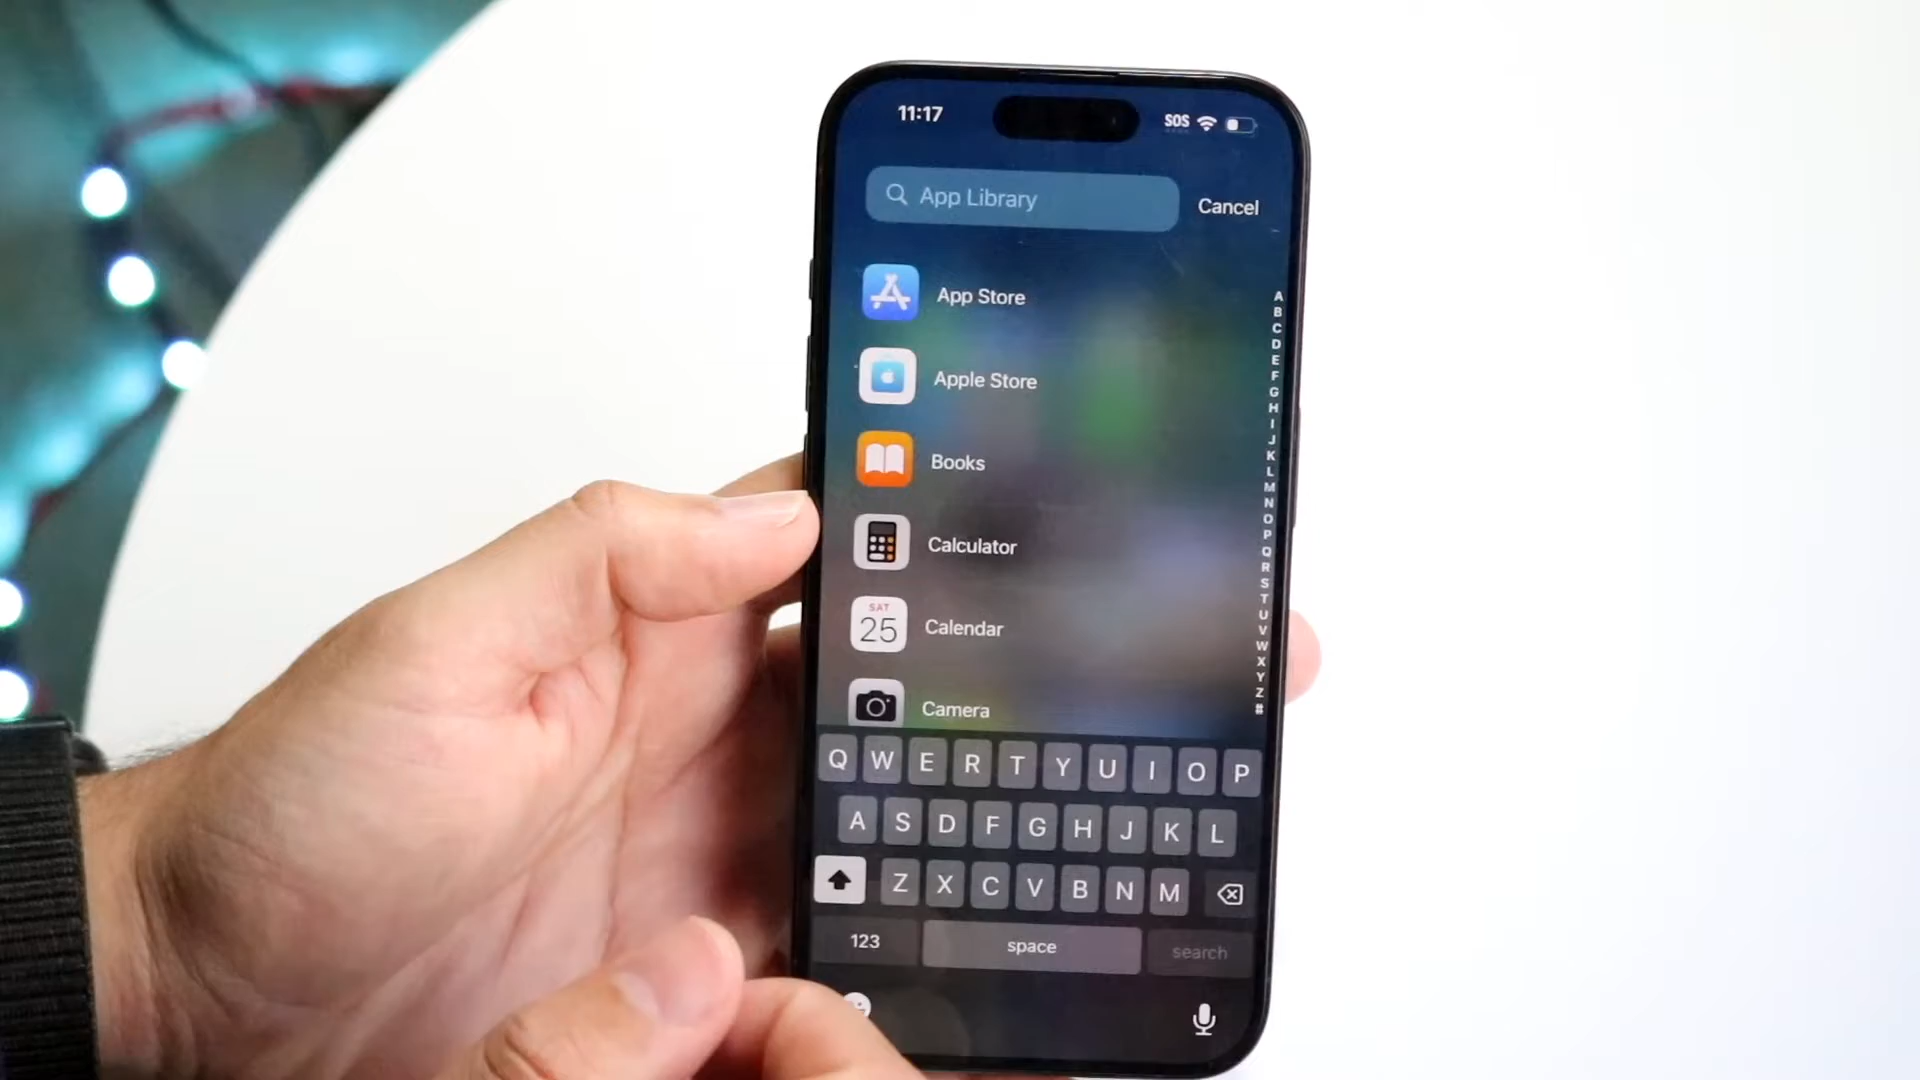 11:17 SOS
App Library Cancel
App Store
Apple Store
Books
Calculator
SAT
25 Calendar
Camera
A
B
C
D
E
F
G
H
I
J
K
L
M
N
O
P
Q
R
S
T
U
V
W
X
Y
Z
#
Q W E R T Y U I O P
A S D F G H J K L
Z X C V B N M
123 space search